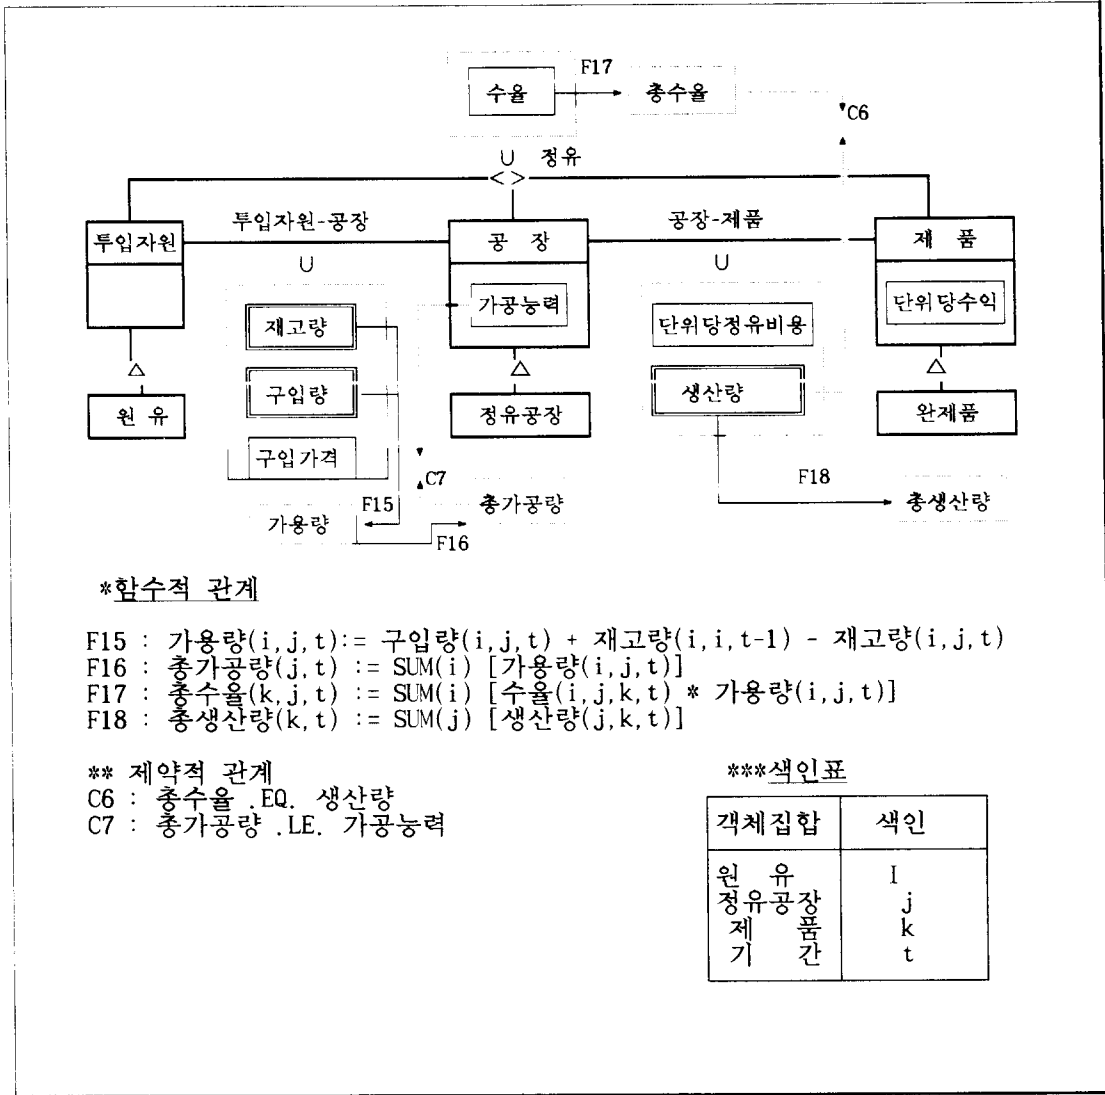 F17
수율 총수율
C6
∪ 정유
< >
투입자원 투입자원-공장 공 장 공장-제품 제 품
∪ ∪
가공능력 단위당수익
재고량 단위당정유비용
△ △ △
구입량 생산량
원 유 정유공장 완제품
구입가격
C7 F18
F15 총가공량 총생산량
가용량
F16
*함수적 관계
F15 : 가용량(i,j,t):= 구입량(i,j,t) + 재고량(i,i,t-1) - 재고량(i,j,t)
F16 : 총가공량(j,t) := SUM(i) [가용량(i,j,t)]
F17 : 총수율(k,j,t) := SUM(i) [수율(i,j,k,t) * 가용량(i,j,t)]
F18 : 총생산량(k,t) := SUM(j) [생산량(j,k,t)]
** 제약적 관계
C6 : 총수율 .EQ. 생산량
C7 : 총가공량 .LE. 가공능력
***색인표
객체집합 색인
원 유 I
정유공장 j
제 품 k
기 간 t